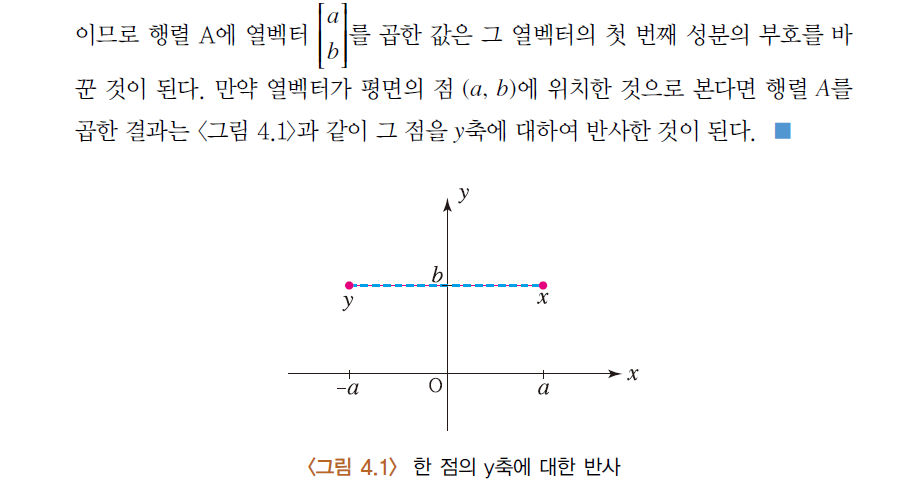 이므로 행렬 A에 열벡터 [a b]를 곱한 값은 그 열벡터의 첫 번째 성분의 부호를 바
꾼 것이 된다. 만약 열벡터가 평면의 점 (a, b)에 위치한 것으로 본다면 행렬 A를
곱한 결과는 〈그림 4.1〉과 같이 그 점을 y축에 대하여 반사한 것이 된다. ■
y
b
y x
x
-a O a
〈그림 4.1〉 한 점의 y축에 대한 반사